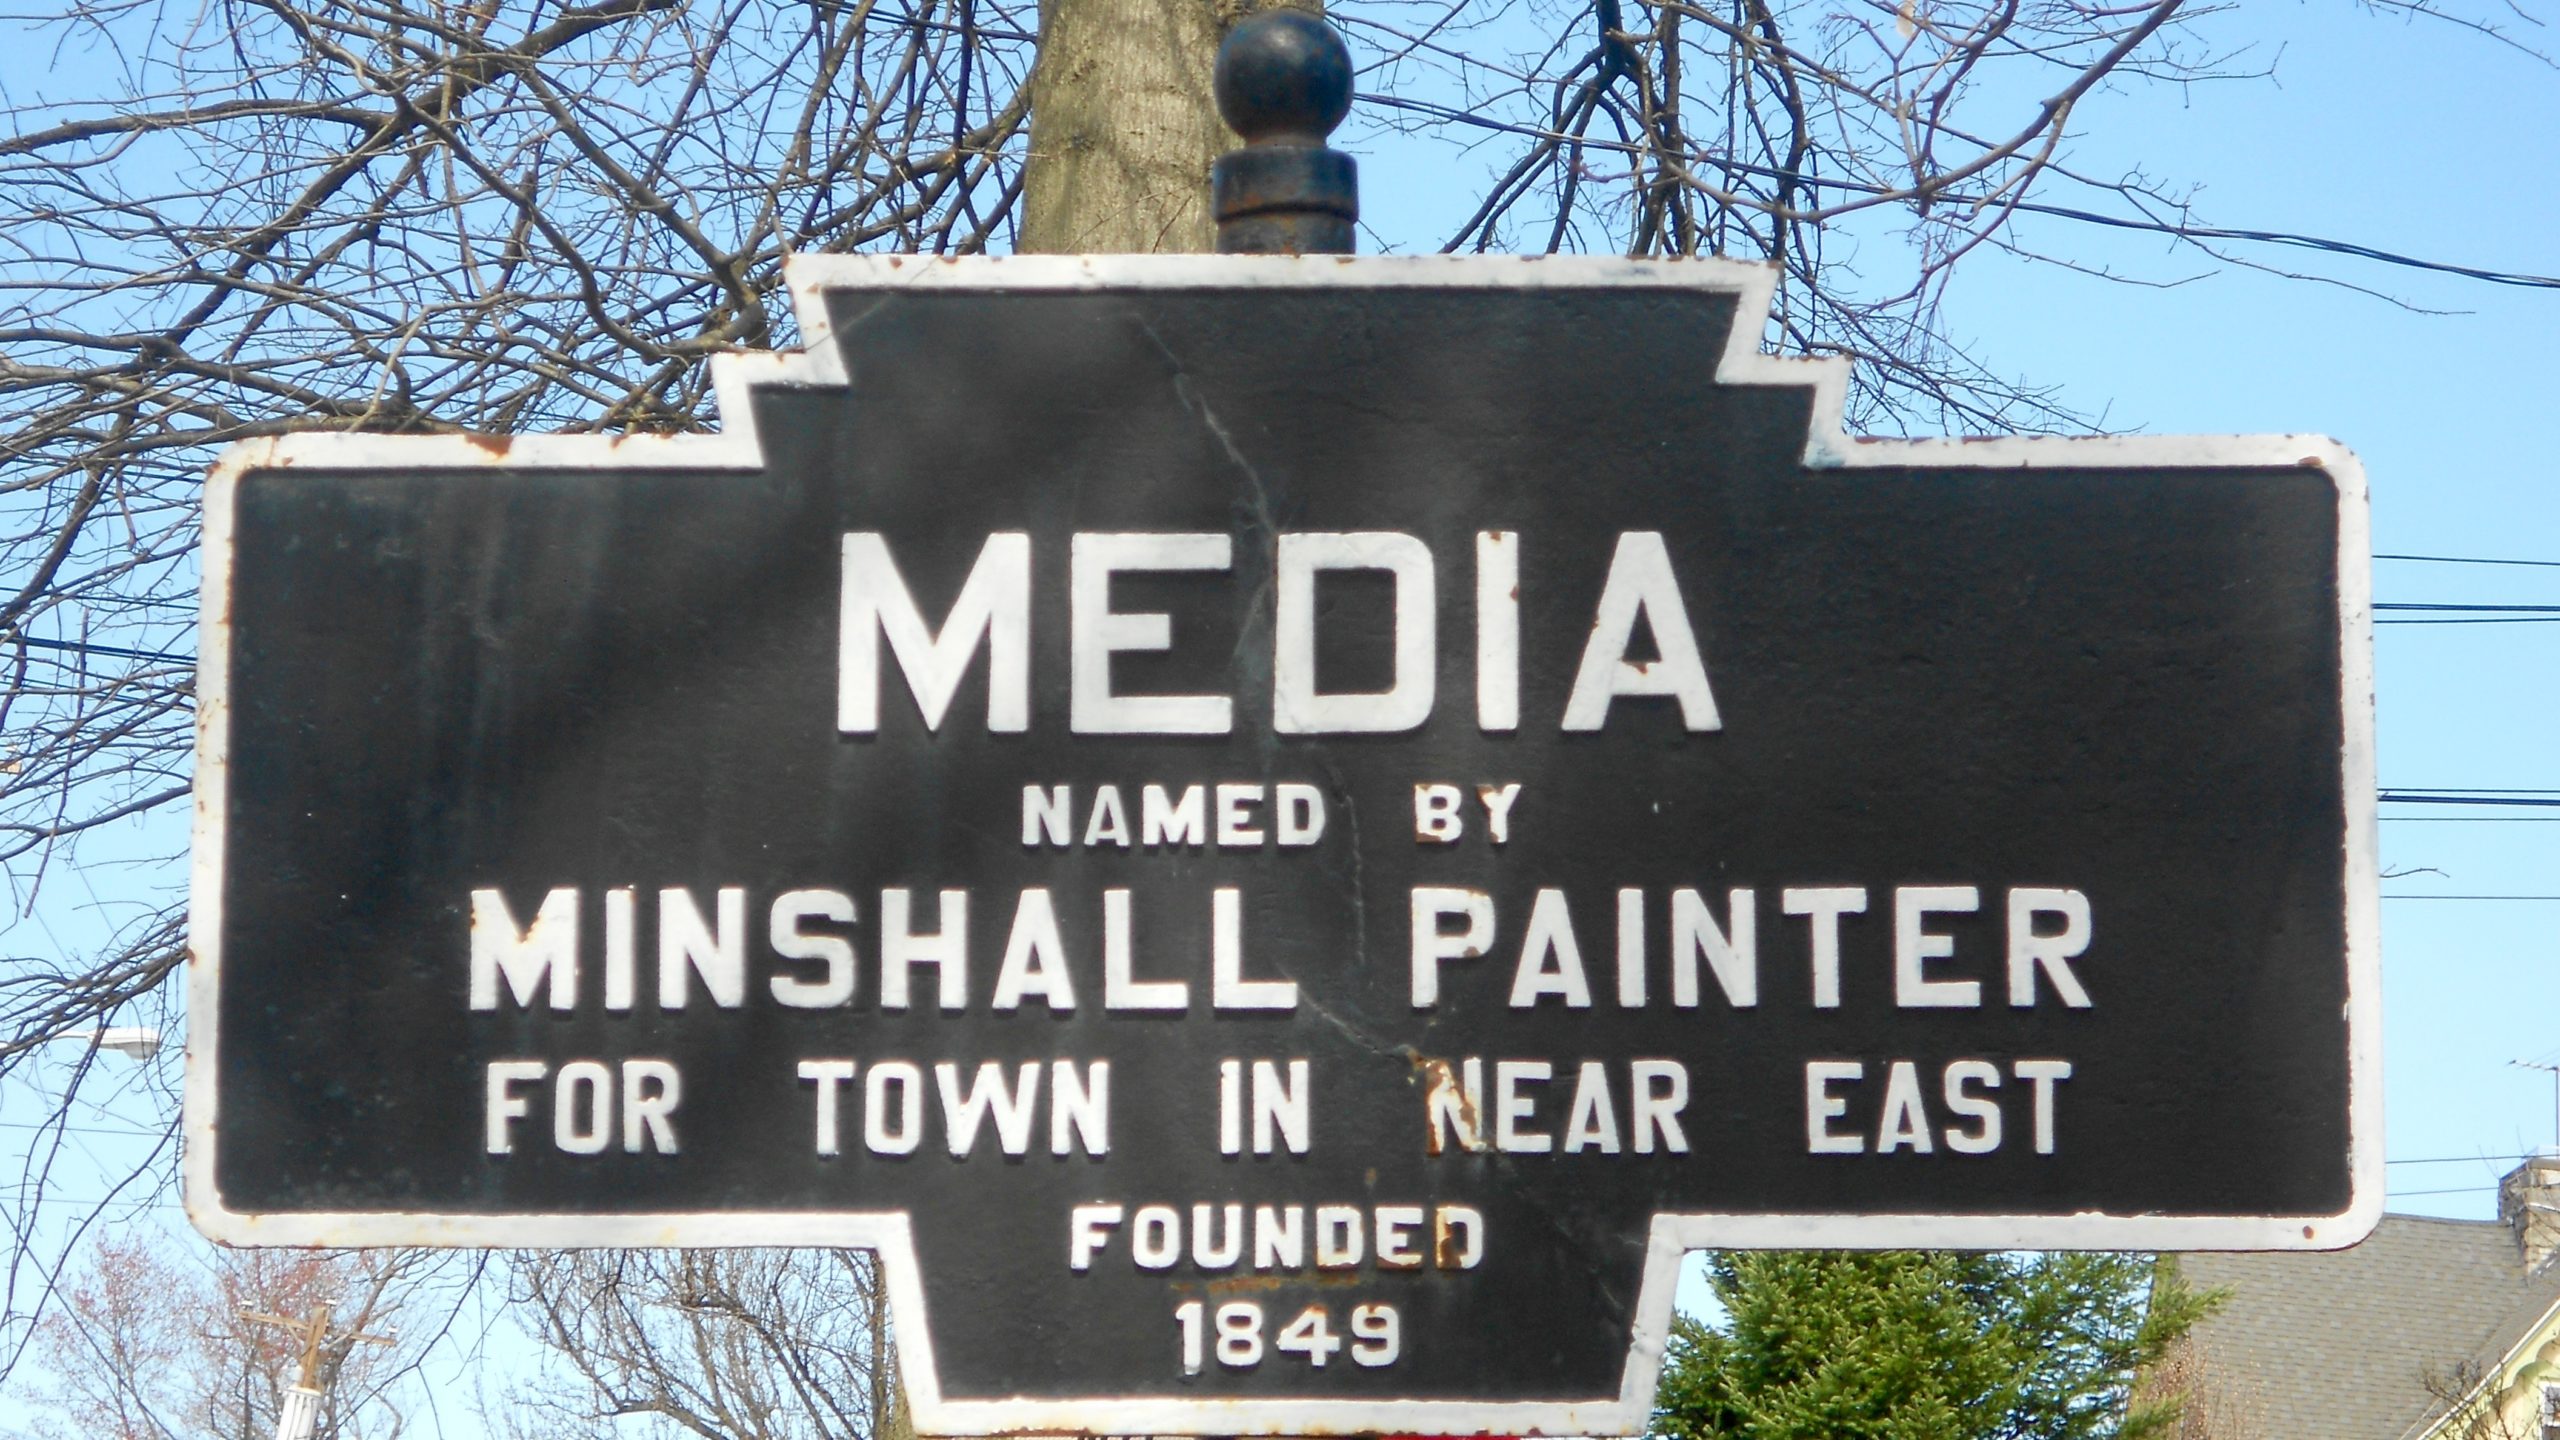 MEDIA
NAMED BY
MINSHALL PAINTER
FOR TOWN IN NEAR EAST
FOUNDED
1849